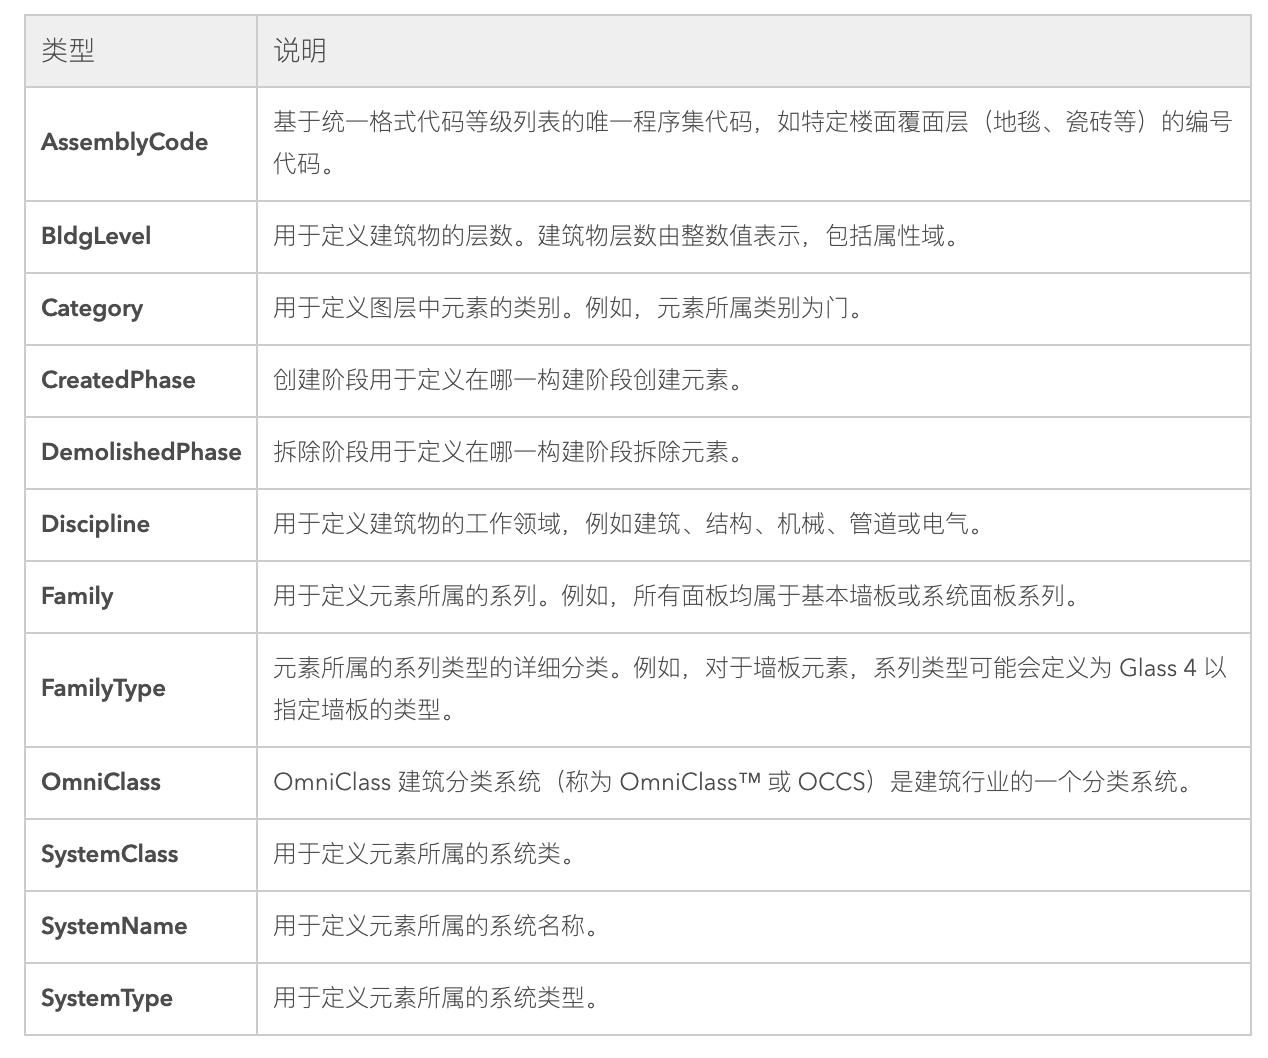 类型 说明
AssemblyCode 基于统一格式代码等级列表的唯一程序集代码，如特定楼面覆面层（地毯、瓷砖等）的编号
代码。
BldgLevel 用于定义建筑物的层数。建筑物层数由整数值表示，包括属性域。
Category 用于定义图层中元素的类别。例如，元素所属类别为门。
CreatedPhase 创建阶段用于定义在哪一构建阶段创建元素。
DemolishedPhase 拆除阶段用于定义在哪一构建阶段拆除元素。
Discipline 用于定义建筑物的工作领域，例如建筑、结构、机械、管道或电气。
Family 用于定义元素所属的系列。例如，所有面板均属于基本墙板或系统面板系列。
FamilyType 元素所属的系列类型的详细分类。例如，对于墙板元素，系列类型可能会定义为 Glass 4 以
指定墙板的类型。
OmniClass OmniClass 建筑分类系统（称为 OmniClass™ 或 OCCS）是建筑行业的一个分类系统。
SystemClass 用于定义元素所属的系统类。
SystemName 用于定义元素所属的系统名称。
SystemType 用于定义元素所属的系统类型。